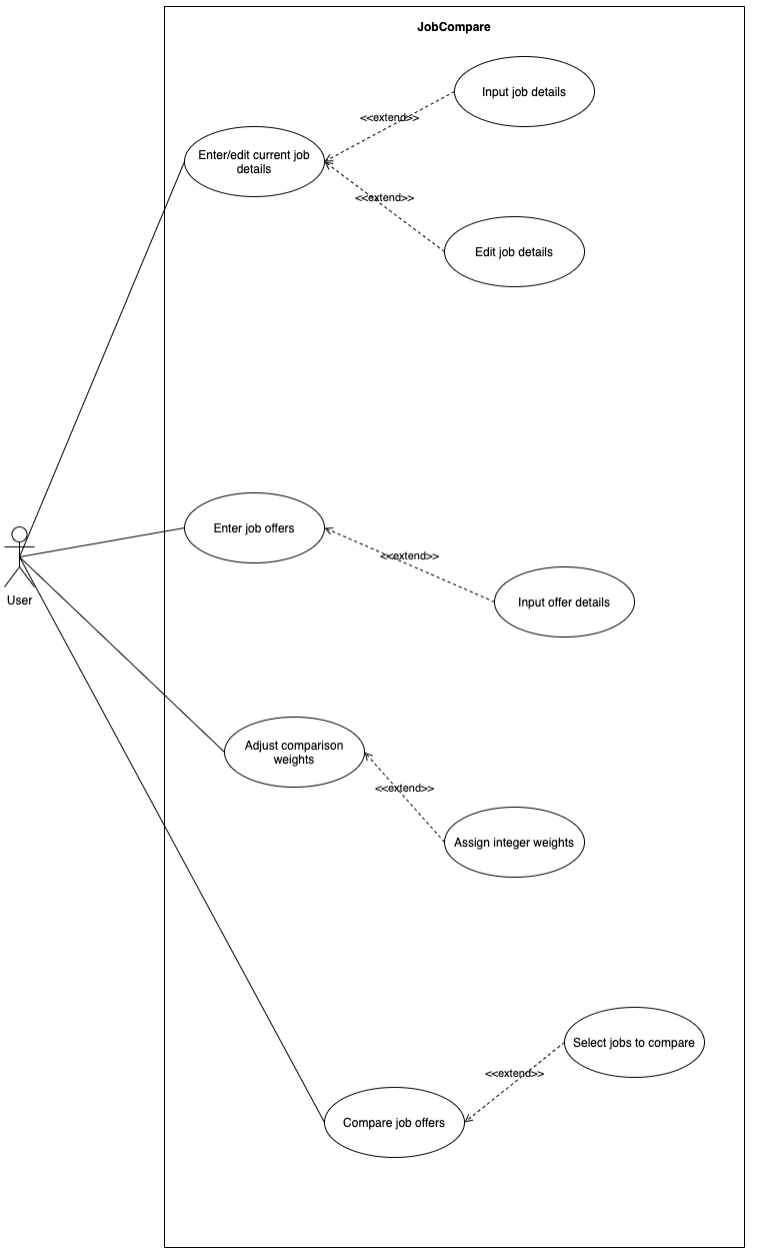 JobCompare
Input job details
<<extend>>
Enter/edit current job
details
<<extend>>
Edit job details
Enter job offers
<<extend>>
Input offer details
User
Adjust comparison
weights
<<extend>>
Assign integer weights
Select jobs to compare
<<extend>>
Compare job offers